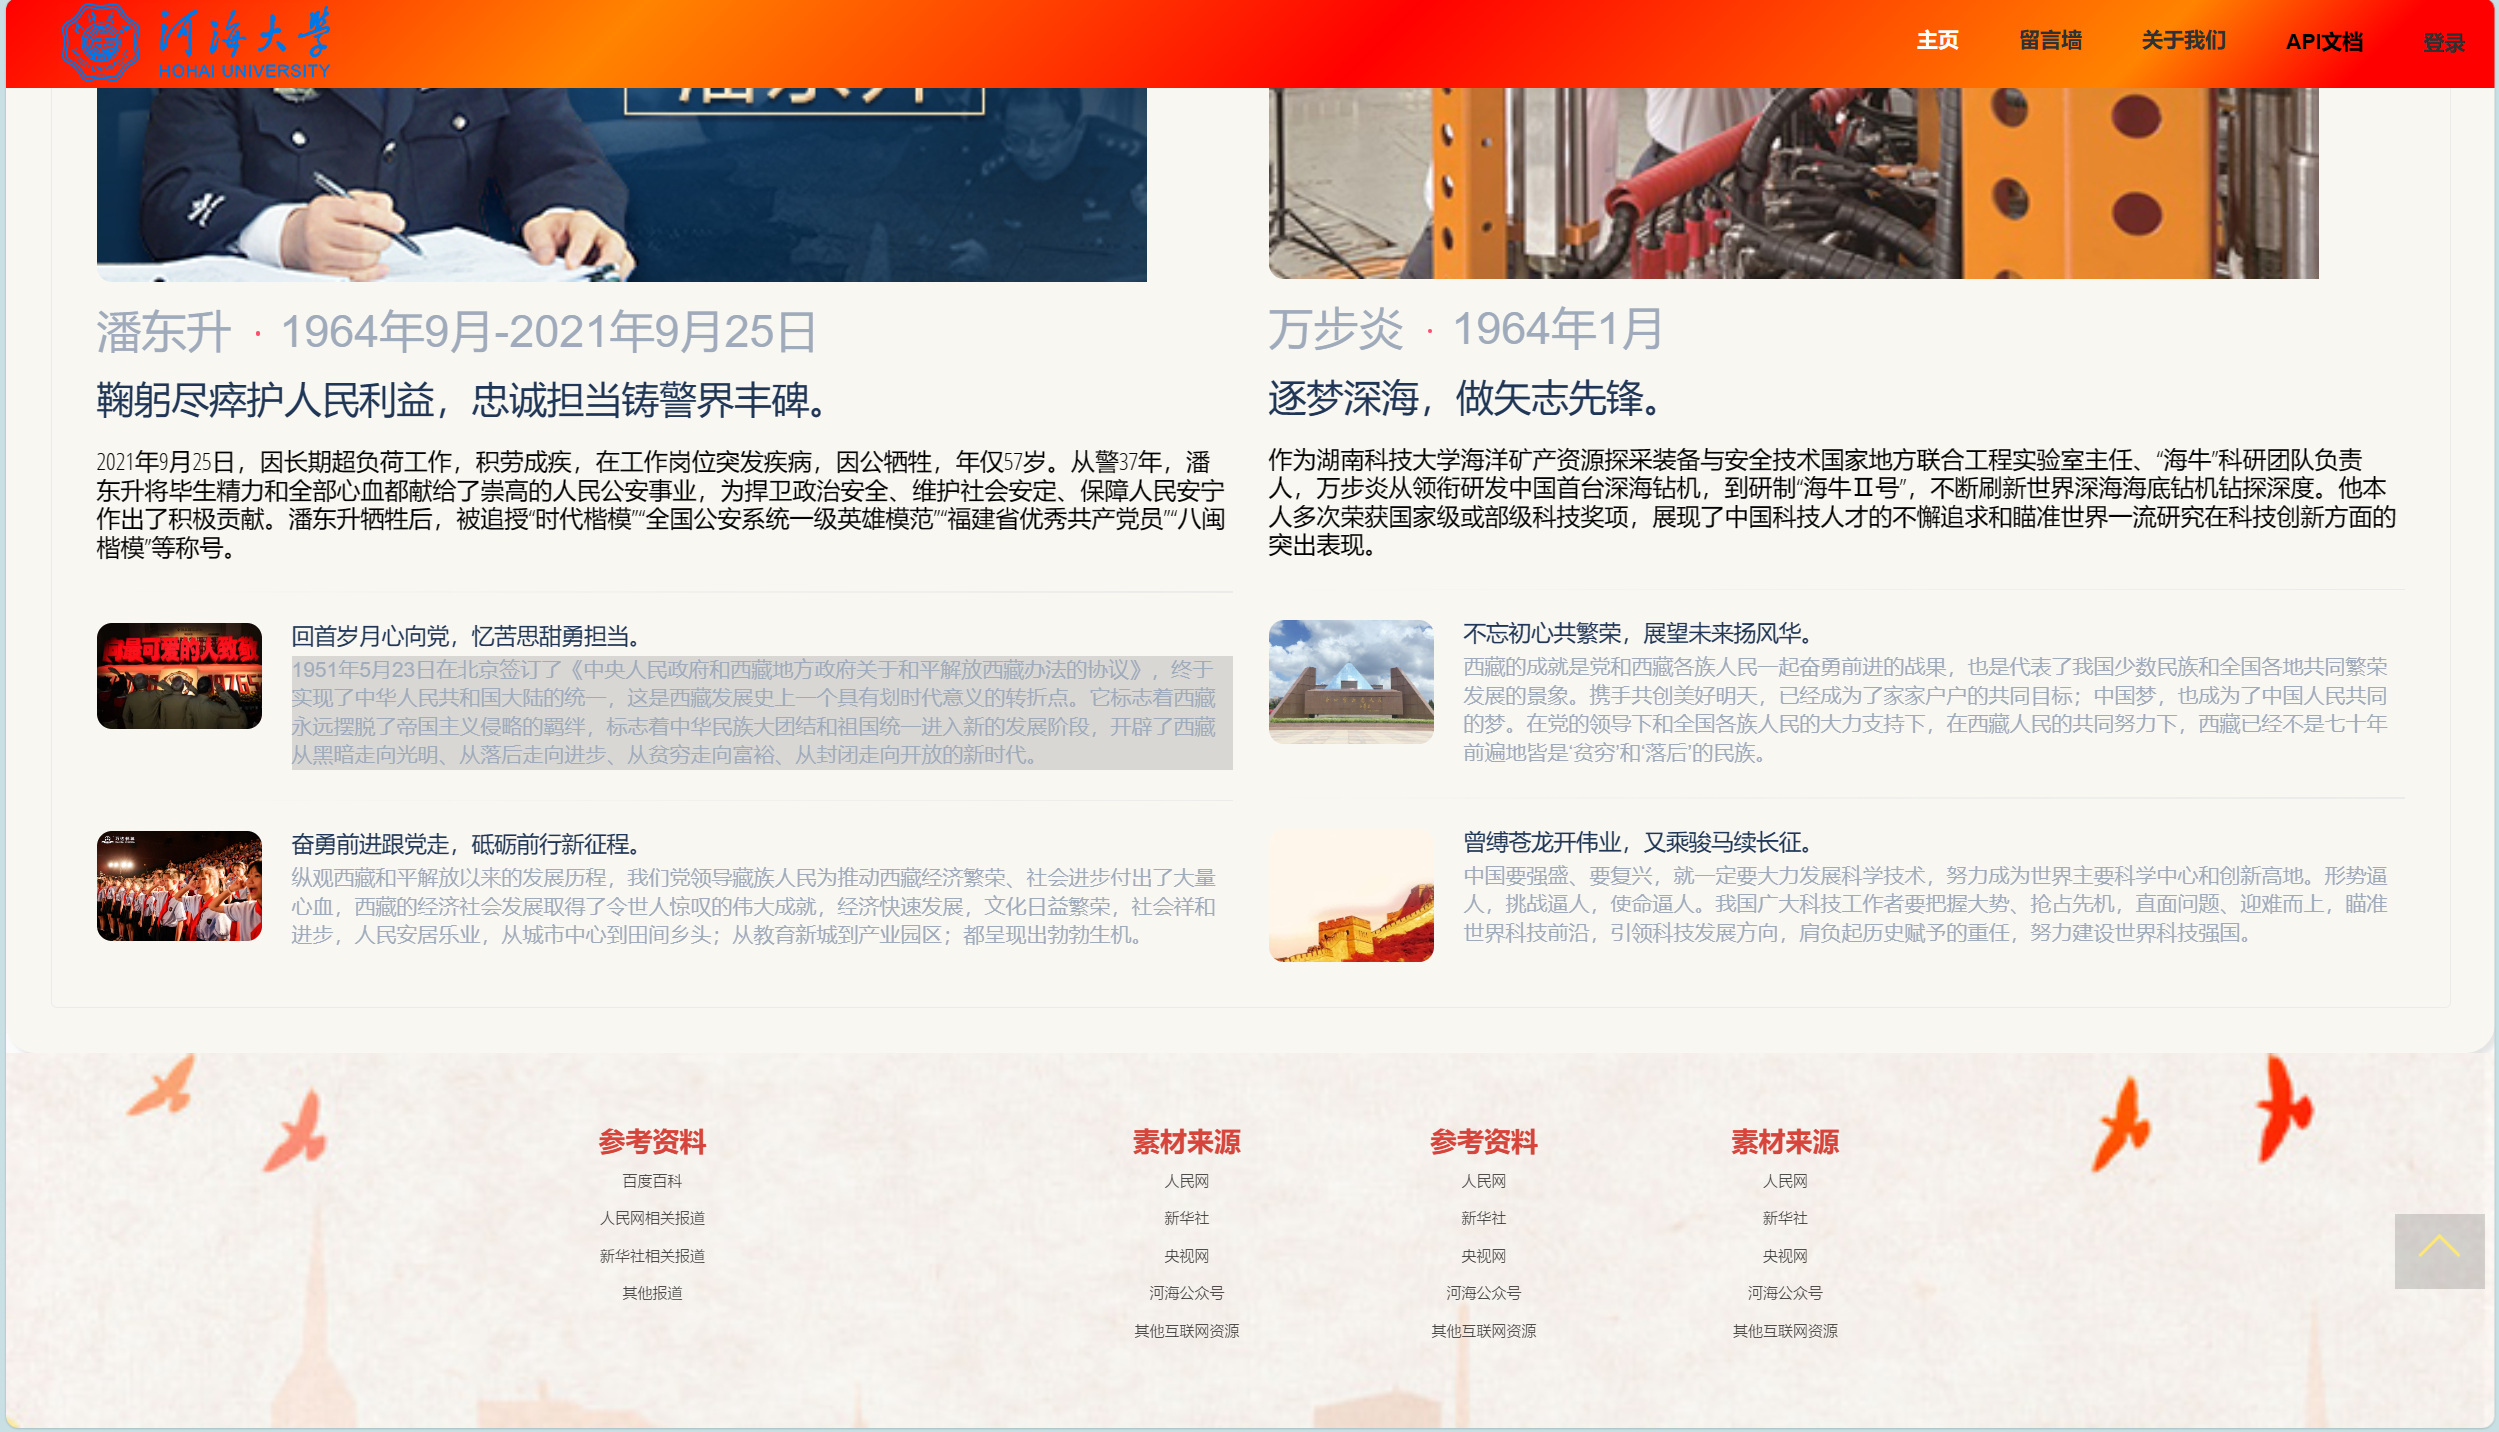 河海大学
HOHAI UNIVERSITY
主页 留言墙 关于我们 API文档 登录
潘东升 · 1964年9月-2021年9月25日
鞠躬尽瘁护人民利益，忠诚担当铸警界丰碑。
2021年9月25日，因长期超负荷工作，积劳成疾，在工作岗位突发疾病，因公牺牲，年仅57岁。从警37年，潘
东升将毕生精力和全部心血都献给了崇高的人民公安事业，为捍卫政治安全、维护社会安定、保障人民安宁
作出了积极贡献。潘东升牺牲后，被追授“时代楷模”“全国公安系统一级英雄模范”“福建省优秀共产党员”“八闽
楷模”等称号。
回首岁月心向党，忆苦思甜勇担当。
1951年5月23日在北京签订了《中央人民政府和西藏地方政府关于和平解放西藏办法的协议》，终于
实现了中华人民共和国大陆的统一，这是西藏发展史上一个具有划时代意义的转折点。它标志着西藏
永远摆脱了帝国主义侵略的羁绊，标志着中华民族大团结和祖国统一进入新的发展阶段，开辟了西藏
从黑暗走向光明、从落后走向进步、从贫穷走向富裕、从封闭走向开放的新时代。
奋勇前进跟党走，砥砺前行新征程。
纵观西藏和平解放以来的发展历程，我们党领导藏族人民为推动西藏经济繁荣、社会进步付出了大量
心血，西藏的经济社会发展取得了令世人惊叹的伟大成就，经济快速发展，文化日益繁荣，社会祥和
进步，人民安居乐业，从城市中心到田间乡头；从教育新城到产业园区；都呈现出勃勃生机。
万步炎 · 1964年1月
逐梦深海，做矢志先锋。
作为湖南科技大学海洋矿产资源探采装备与安全技术国家地方联合工程实验室主任、“海牛”科研团队负责
人，万步炎从领衔研发中国首台深海钻机，到研制“海牛Ⅱ号”，不断刷新世界深海海底钻机钻探深度。他本
人多次荣获国家级或部级科技奖项，展现了中国科技人才的不懈追求和瞄准世界一流研究在科技创新方面的
突出表现。
不忘初心共繁荣，展望未来扬风华。
西藏的成就是党和西藏各族人民一起奋勇前进的战果，也是代表了我国少数民族和全国各地共同繁荣
发展的景象。携手共创美好明天，已经成为了家家户户的共同目标；中国梦，也成为了中国人民共同
的梦。在党的领导下和全国各族人民的大力支持下，在西藏人民的共同努力下，西藏已经不是七十年
前遍地皆是‘贫穷’和‘落后’的民族。
曾缚苍龙开伟业，又乘骏马续长征。
中国要强盛、要复兴，就一定要大力发展科学技术，努力成为世界主要科学中心和创新高地。形势逼
人，挑战逼人，使命逼人。我国广大科技工作者要把握大势、抢占先机，直面问题、迎难而上，瞄准
世界科技前沿，引领科技发展方向，肩负起历史赋予的重任，努力建设世界科技强国。
参考资料
百度百科
人民网相关报道
新华社相关报道
其他报道
素材来源
人民网
新华社
央视网
河海公众号
其他互联网资源
参考资料
人民网
新华社
央视网
河海公众号
其他互联网资源
素材来源
人民网
新华社
央视网
河海公众号
其他互联网资源